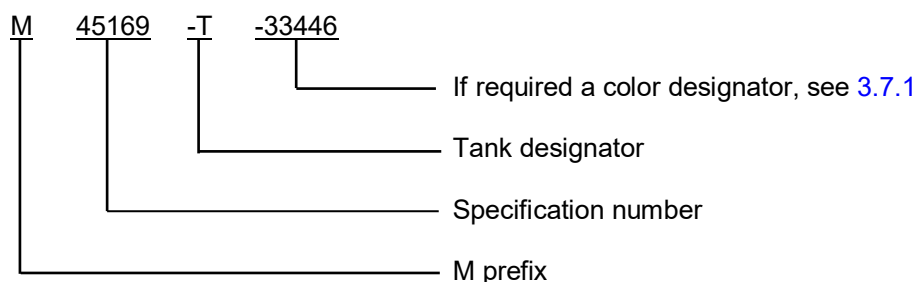 M 45169 -T -33446
If required a color designator, see 3.7.1
Tank designator
Specification number
M prefix